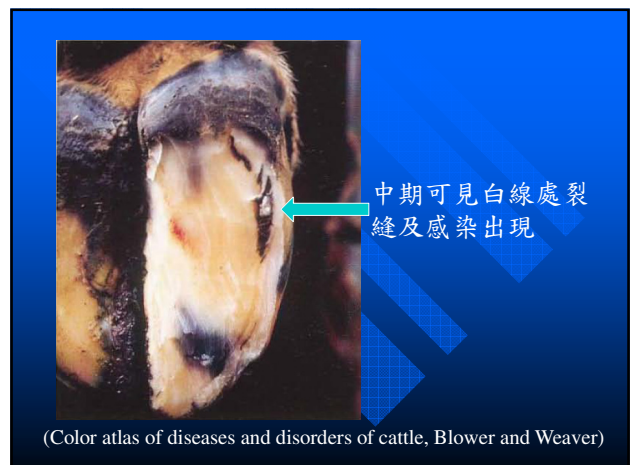 中期可見白線處裂
縫及感染出現
(Color atlas of diseases and disorders of cattle, Blower and Weaver)